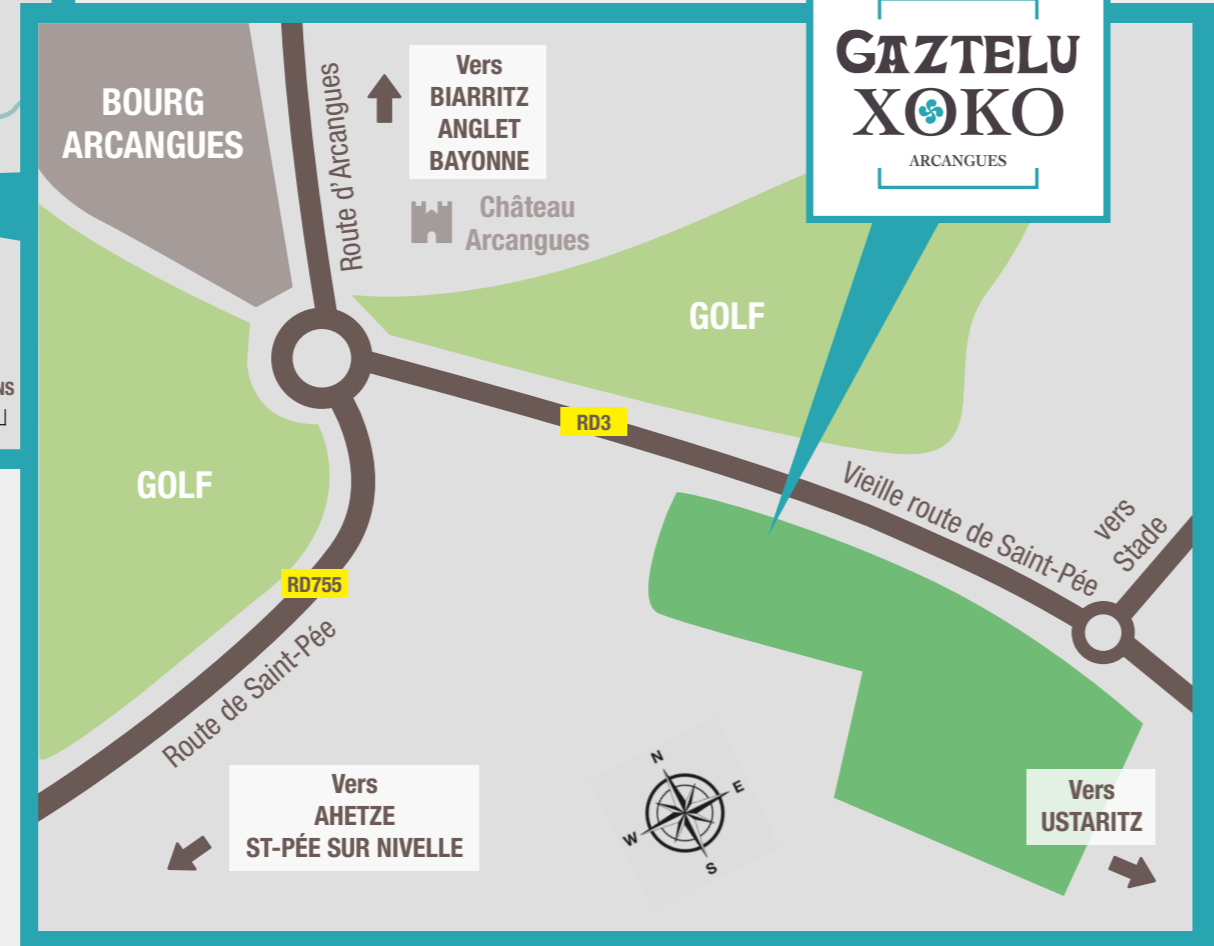 GAZTELU
XOKO
ARCANGUES
BOURG
ARCANGUES
Route d'Arcangues
Vers
BIARRITZ
ANGLET
BAYONNE
Château
Arcangues
GOLF
RD3
GOLF
Vieille route de Saint-Pée
vers
Stade
RD755
Route de Saint-Pée
Vers
AHETZE
ST-PÉE SUR NIVELLE
N
E
W
S
Vers
USTARITZ